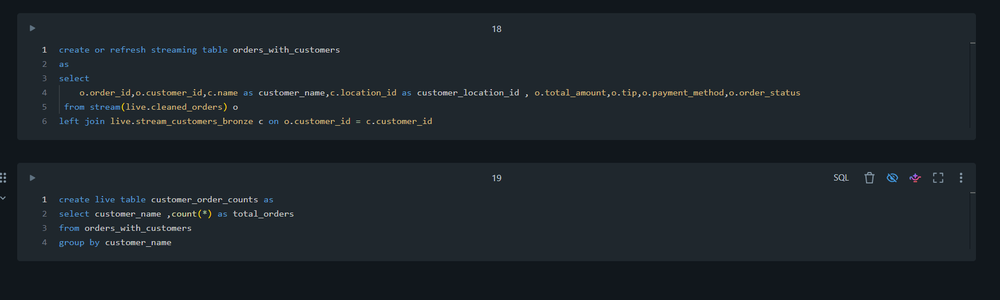 18
1 create or refresh streaming table orders_with_customers
2 as
3 select
4 o.order_id,o.customer_id,c.name as customer_name,c.location_id as customer_location_id , o.total_amount,o.tip,o.payment_method,o.order_status
5 from stream(live.cleaned_orders) o
6 left join live.stream_customers_bronze c on o.customer_id = c.customer_id
19 SQL
1 create live table customer_order_counts as
2 select customer_name ,count(*) as total_orders
3 from orders_with_customers
4 group by customer_name